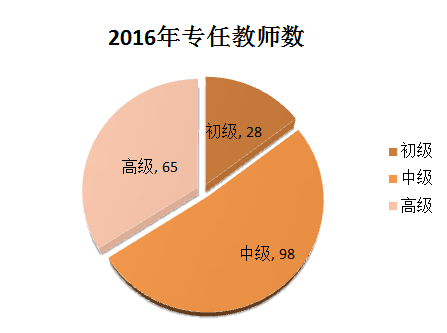 2016年专任教师数
初级, 28
高级, 65
中级, 98
初级
中级
高级